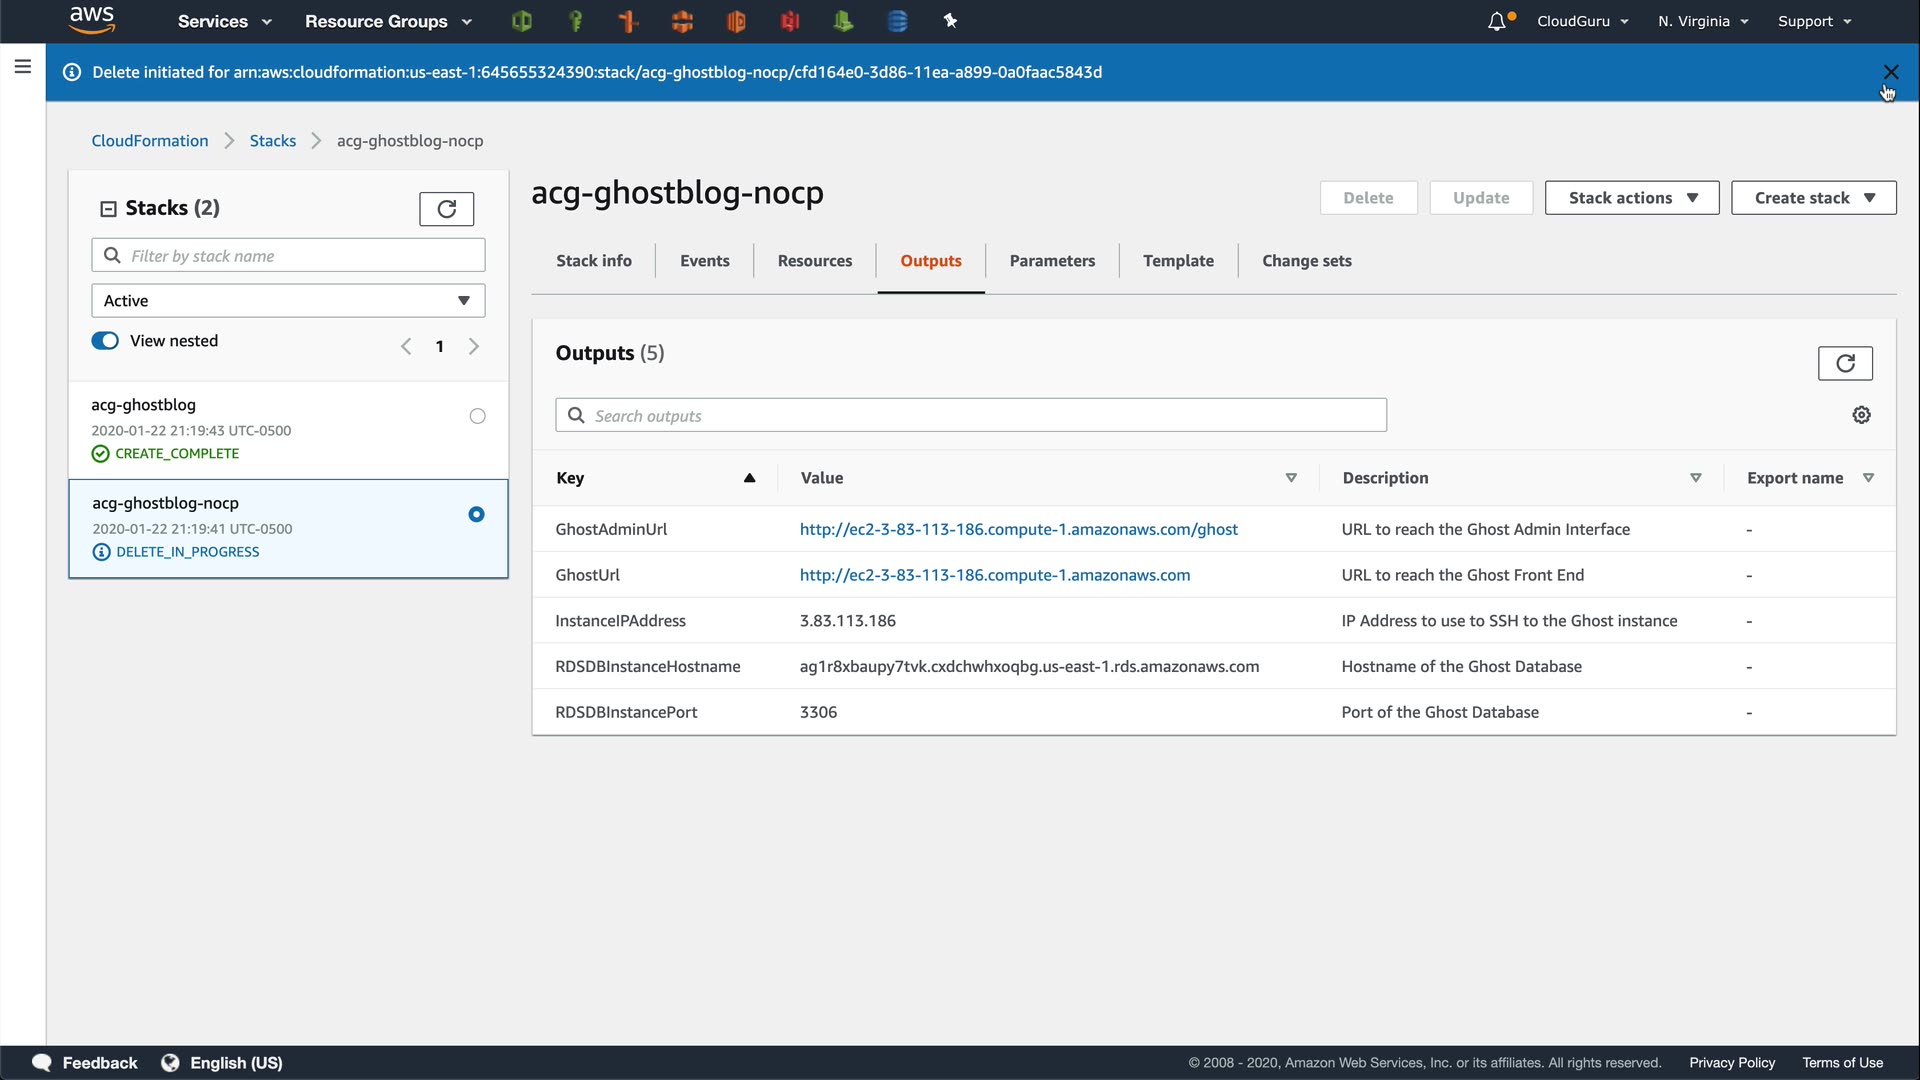 aws
Services
Resource Groups
CloudGuru
N. Virginia
Support
Delete initiated for arn:aws:cloudformation:us-east-1:645655324390:stack/acg-ghostblog-nocp/cfd164e0-3d86-11ea-a899-0a0faac5843d
CloudFormation
Stacks
acg-ghostblog-nocp
Stacks (2)
Filter by stack name
Active
View nested
1
acg-ghostblog
2020-01-22 21:19:43 UTC-0500
CREATE_COMPLETE
acg-ghostblog-nocp
2020-01-22 21:19:41 UTC-0500
DELETE_IN_PROGRESS
acg-ghostblog-nocp
Delete
Update
Stack actions
Create stack
Stack info
Events
Resources
Outputs
Parameters
Template
Change sets
Outputs (5)
Search outputs
Key Value Description Export name
GhostAdminUrl http://ec2-3-83-113-186.compute-1.amazonaws.com/ghost URL to reach the Ghost Admin Interface -
GhostUrl http://ec2-3-83-113-186.compute-1.amazonaws.com URL to reach the Ghost Front End -
InstanceIPAddress 3.83.113.186 IP Address to use to SSH to the Ghost instance -
RDSDBInstanceHostname ag1r8xbaupy7tvk.cxdchwhxoqbg.us-east-1.rds.amazonaws.com Hostname of the Ghost Database -
RDSDBInstancePort 3306 Port of the Ghost Database -
Feedback
English (US)
© 2008 - 2020, Amazon Web Services, Inc. or its affiliates. All rights reserved.
Privacy Policy
Terms of Use